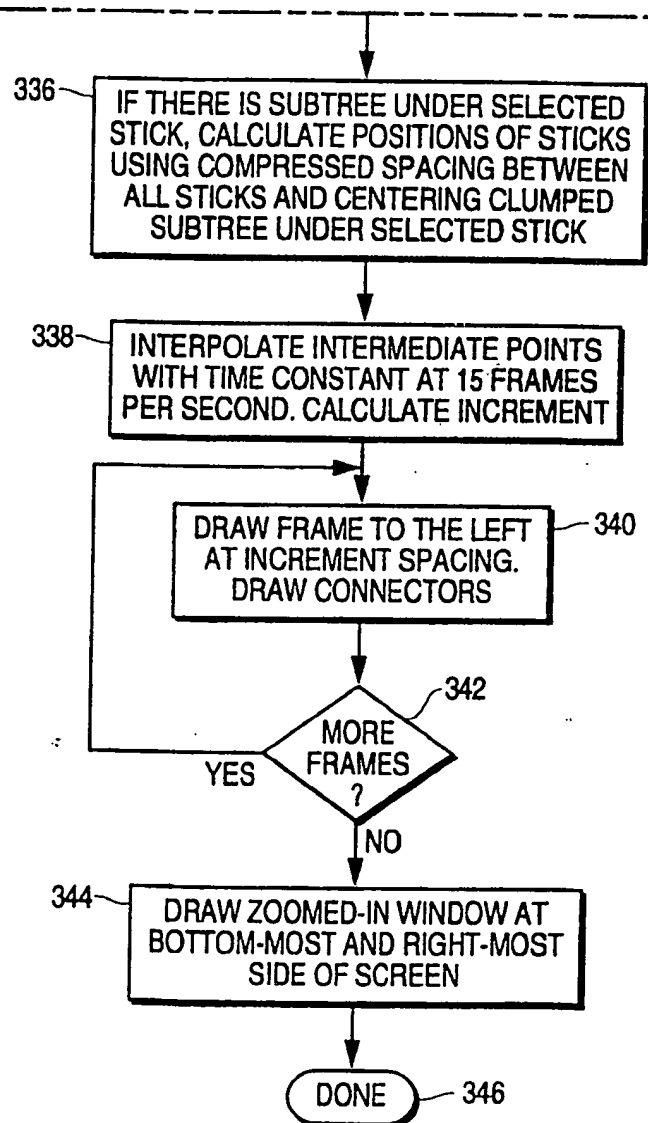 336
IF THERE IS SUBTREE UNDER SELECTED
STICK, CALCULATE POSITIONS OF STICKS
USING COMPRESSED SPACING BETWEEN
ALL STICKS AND CENTERING CLUMPED
SUBTREE UNDER SELECTED STICK
338
INTERPOLATE INTERMEDIATE POINTS
WITH TIME CONSTANT AT 15 FRAMES
PER SECOND. CALCULATE INCREMENT
DRAW FRAME TO THE LEFT
AT INCREMENT SPACING.
DRAW CONNECTORS
340
342
MORE
FRAMES
?
YES
NO
344
DRAW ZOOMED-IN WINDOW AT
BOTTOM-MOST AND RIGHT-MOST
SIDE OF SCREEN
DONE
346